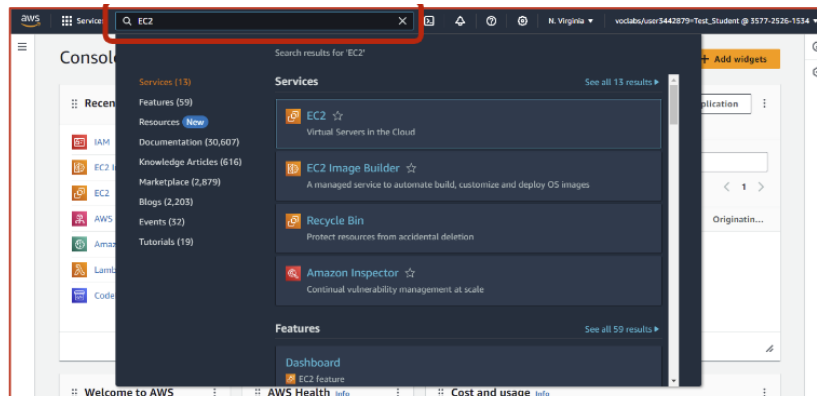 aws
Services
EC2
N. Virginia
voclabs/user3442879=Test_Student @ 3577-2526-1534
Console
+ Add widgets
Search results for 'EC2'
Services (13)
Features (59)
Resources New
Documentation (30,607)
Knowledge Articles (616)
Marketplace (2,879)
Blogs (2,203)
Events (32)
Tutorials (19)
Services
See all 13 results
EC2
Virtual Servers in the Cloud
EC2 Image Builder
A managed service to automate build, customize and deploy OS images
Recycle Bin
Protect resources from accidental deletion
Amazon Inspector
Continual vulnerability management at scale
Features
See all 59 results
Dashboard
EC2 feature
Recen
IAM
EC2 I
EC2
AWS
Amaz
Lamb
Code
plication
1
Originatin...
Welcome to AWS
AWS Health Info
Cost and usage Info